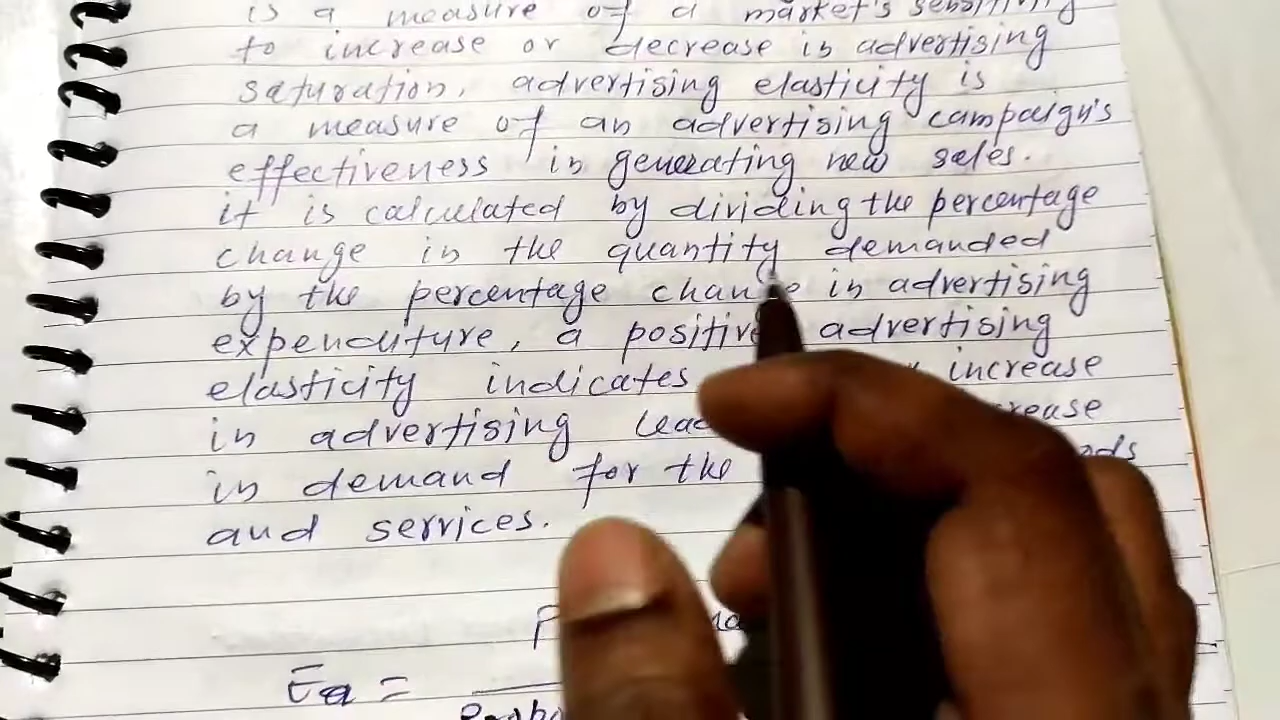 is a measure of a market's sensitivity
to increase or decrease in advertising
saturation, advertising elasticity is
a measure of an advertising campaign's
effectiveness in generating new sales.
it is calculated by dividing the percentage
change in the quantity demanded
by the percentage change in advertising
expenditure, a positive advertising
elasticity indicates increase
in advertising
in demand for the
and services.
Ea =